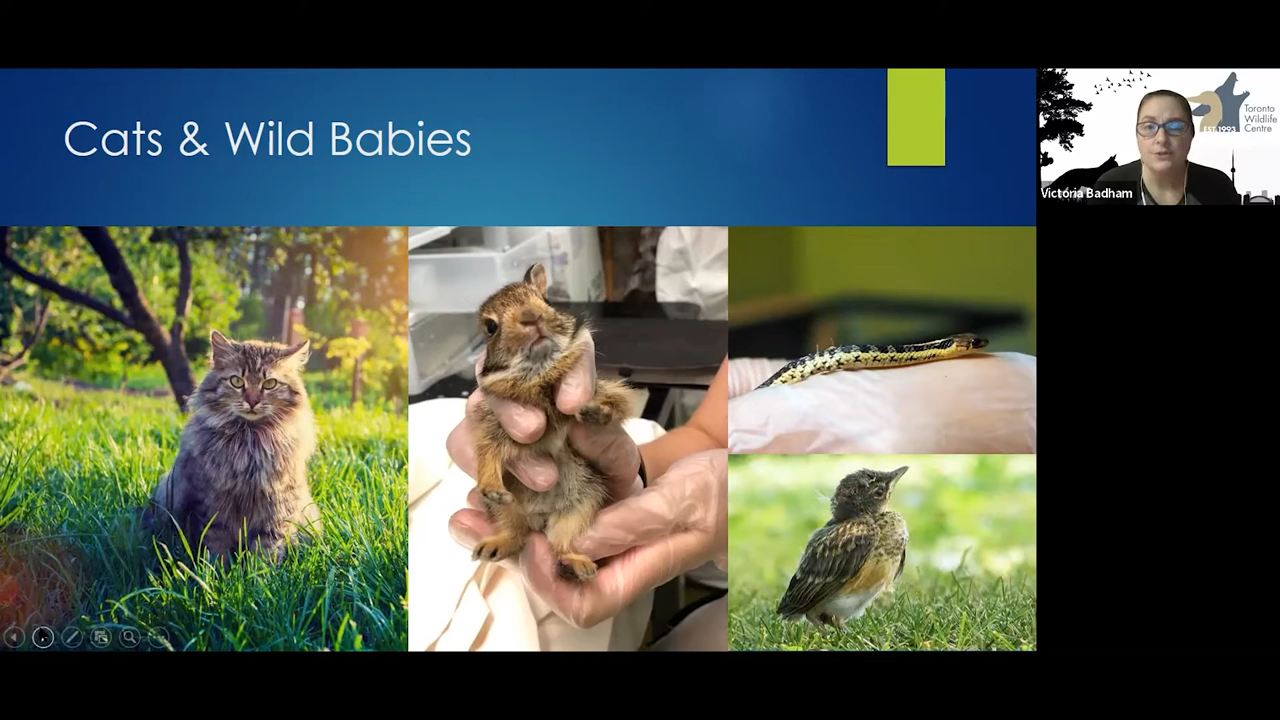 Cats & Wild Babies
Toronto
Wildlife
Centre
EST. 1993
Victoria Badham